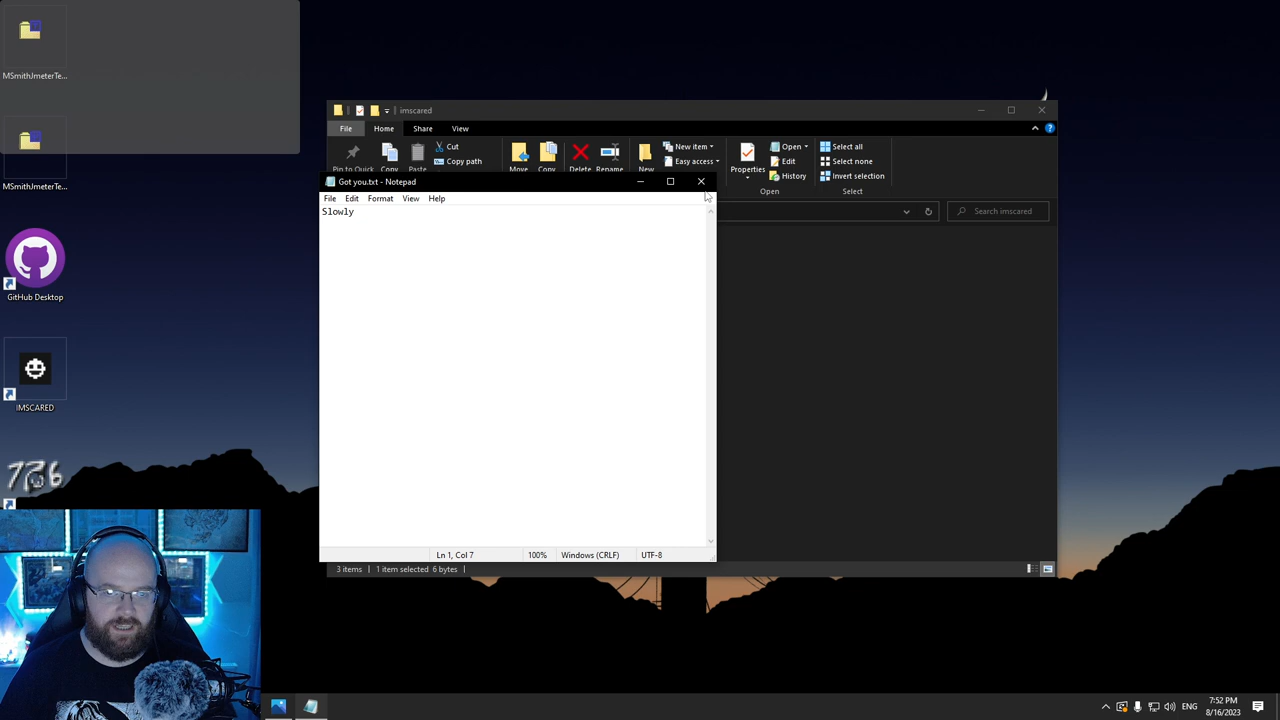 MSmithJmeterTe...
MSmithJmeterTe...
GitHub Desktop
IMSCARED
imscared
File Home Share View
Pin to Quick Copy Paste
Cut
Copy path
Move Copy Delete Rename New
New item
Easy access
Properties
Open
Edit
History
Select all
Select none
Invert selection
Open Select
Search imscared
Got you.txt - Notepad
File Edit Format View Help
Slowly
Ln 1, Col 7 100% Windows (CRLF) UTF-8
3 items 1 item selected 6 bytes
ENG
7:52 PM
8/16/2023